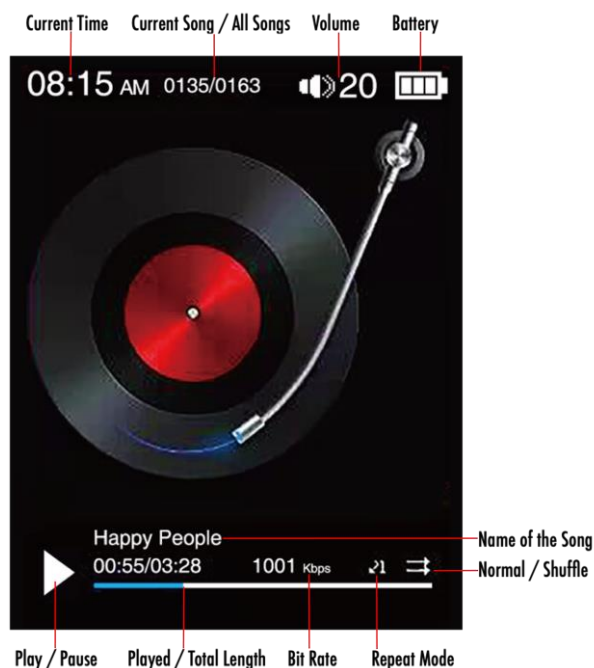 Current Time Current Song / All Songs Volume Battery
08:15 AM 0135/0163 20
Happy People
Name of the Song
00:55/03:28 1001 Kbps 1
Normal / Shuffle
Play / Pause Played / Total Length Bit Rate Repeat Mode